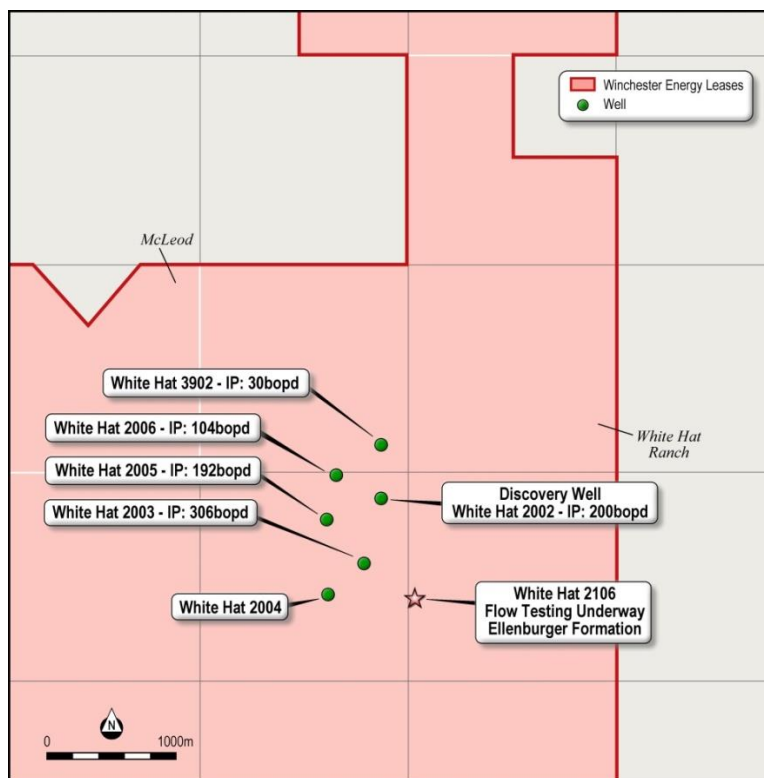 Winchester Energy Leases
Well
McLeod
White Hat 3902 - IP: 30bopd
White Hat 2006 - IP: 104bopd
White Hat
Ranch
White Hat 2005 - IP: 192bopd
Discovery Well
White Hat 2002 - IP: 200bopd
White Hat 2003 - IP: 306bopd
White Hat 2004
White Hat 2106
Flow Testing Underway
Ellenburger Formation
N
0 1000m